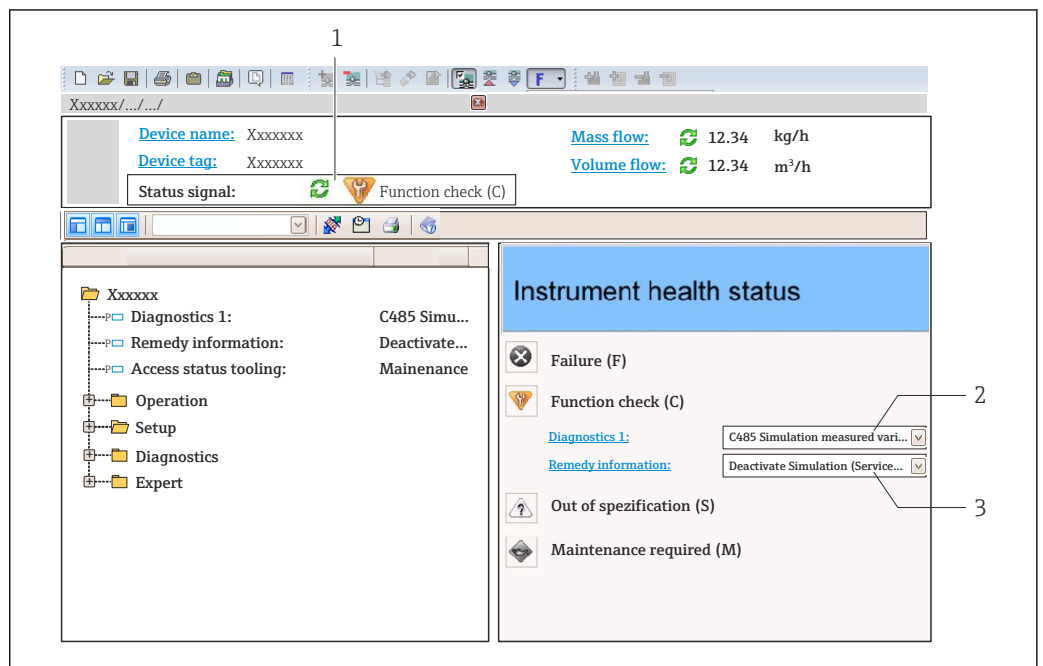 1
F
Xxxxxx/.../.../
Device name: Xxxxxxx
Mass flow: 12.34 kg/h
Device tag: Xxxxxxx
Volume flow: 12.34 m³/h
Status signal: Function check (C)
Xxxxxx
Diagnostics 1: C485 Simu...
Remedy information: Deactivate...
Access status tooling: Mainenance
Operation
Setup
Diagnostics
Expert
Instrument health status
Failure (F)
Function check (C)
2
Diagnostics 1: C485 Simulation measured vari...
Remedy information: Deactivate Simulation (Service...
Out of spezification (S)
3
Maintenance required (M)